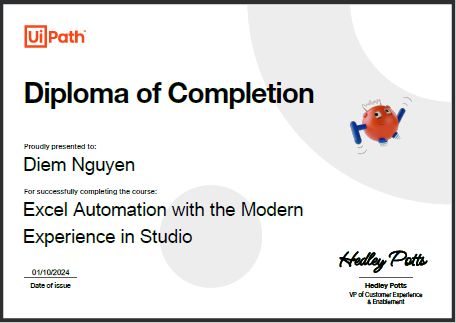 UiPath
Diploma of Completion
Proudly presented to:
Diem Nguyen
For successfully completing the course:
Excel Automation with the Modern
Experience in Studio
Hedley Potts
01/10/2024
Date of issue
Hedley Potts
VP of Customer Experience
& Enablement